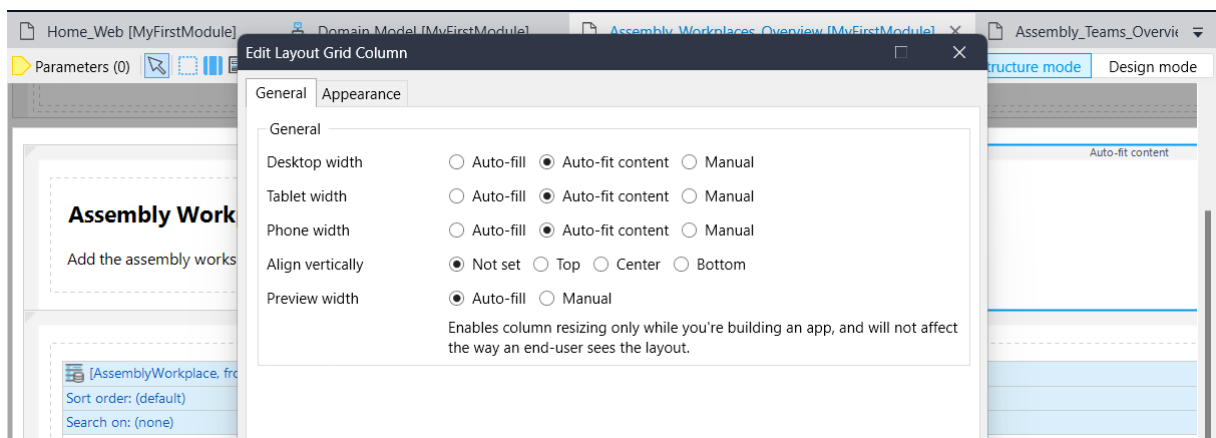 Home_Web [MyFirstModule] Domain Model [MyFirstModule] Assembly_Workplaces_Overview [MyFirstModule] Assembly_Teams_Overvie
Parameters (0) Edit Layout Grid Column ructure mode Design mode
General Appearance
General
Desktop width Auto-fill Auto-fit content Manual
Auto-fit content
Tablet width Auto-fill Auto-fit content Manual
Assembly Work
Phone width Auto-fill Auto-fit content Manual
Add the assembly works
Align vertically Not set Top Center Bottom
Preview width Auto-fill Manual
Enables column resizing only while you're building an app, and will not affect
the way an end-user sees the layout.
[AssemblyWorkplace, fro
Sort order: (default)
Search on: (none)